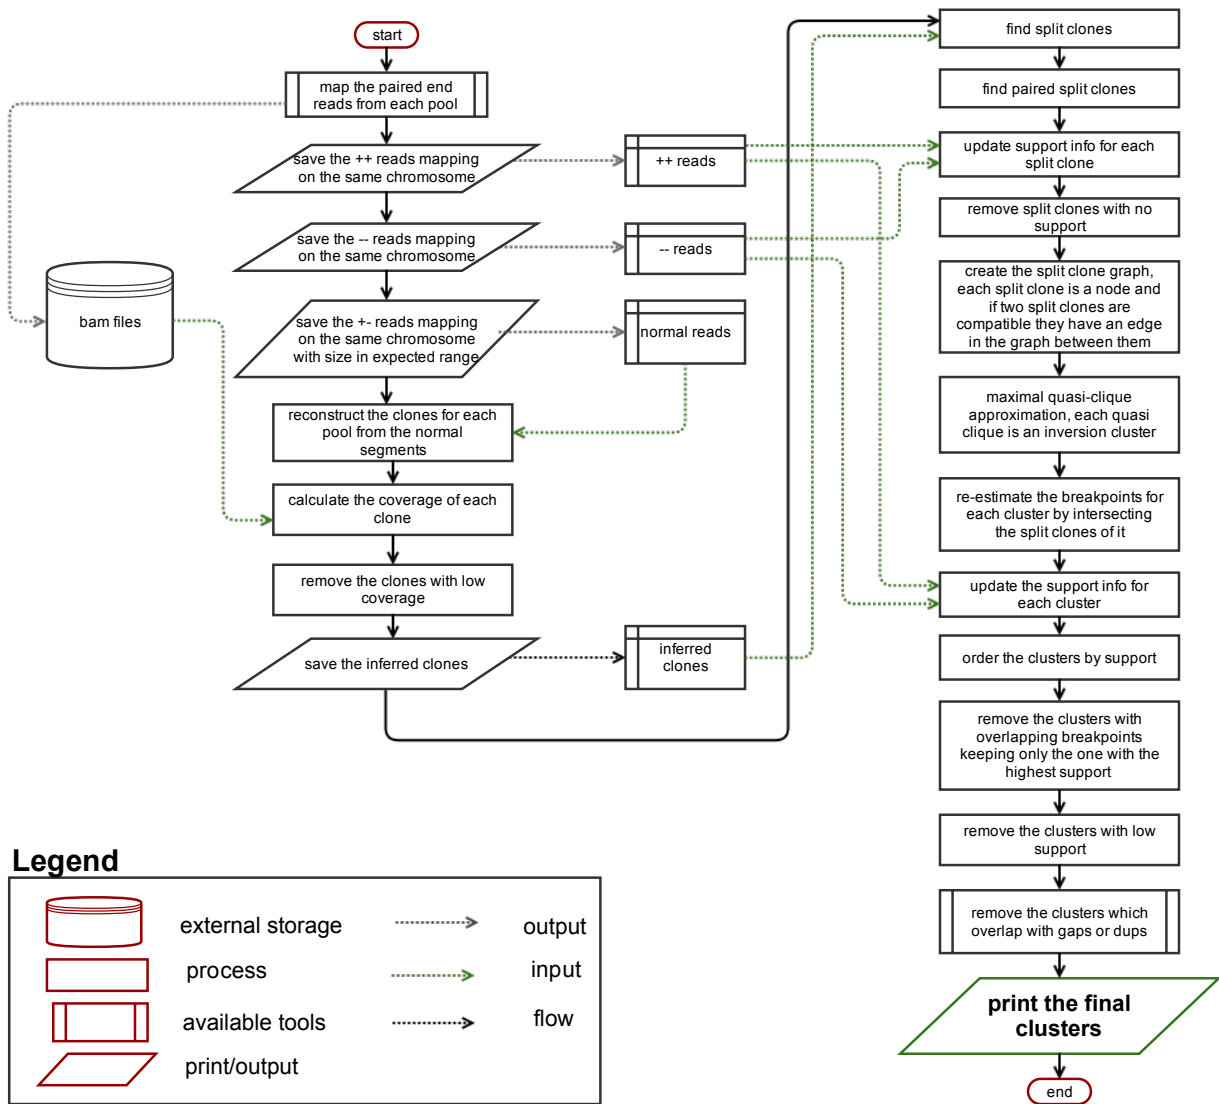 start
map the paired end
reads from each pool
save the ++ reads mapping
on the same chromosome
++ reads
save the -- reads mapping
on the same chromosome
-- reads
bam files
save the +- reads mapping
on the same chromosome
with size in expected range
normal reads
reconstruct the clones for each
pool from the normal
segments
calculate the coverage of each
clone
remove the clones with low
coverage
save the inferred clones
inferred
clones
find split clones
find paired split clones
update support info for each
split clone
remove split clones with no
support
create the split clone graph,
each split clone is a node and
if two split clones are
compatible they have an edge
in the graph between them
maximal quasi-clique
approximation, each quasi
clique is an inversion cluster
re-estimate the breakpoints for
each cluster by intersecting
the split clones of it
update the support info for
each cluster
order the clusters by support
remove the clusters with
overlapping breakpoints
keeping only the one with the
highest support
remove the clusters with low
support
remove the clusters which
overlap with gaps or dups
print the final
clusters
end
Legend
external storage
output
process
input
available tools
flow
print/output